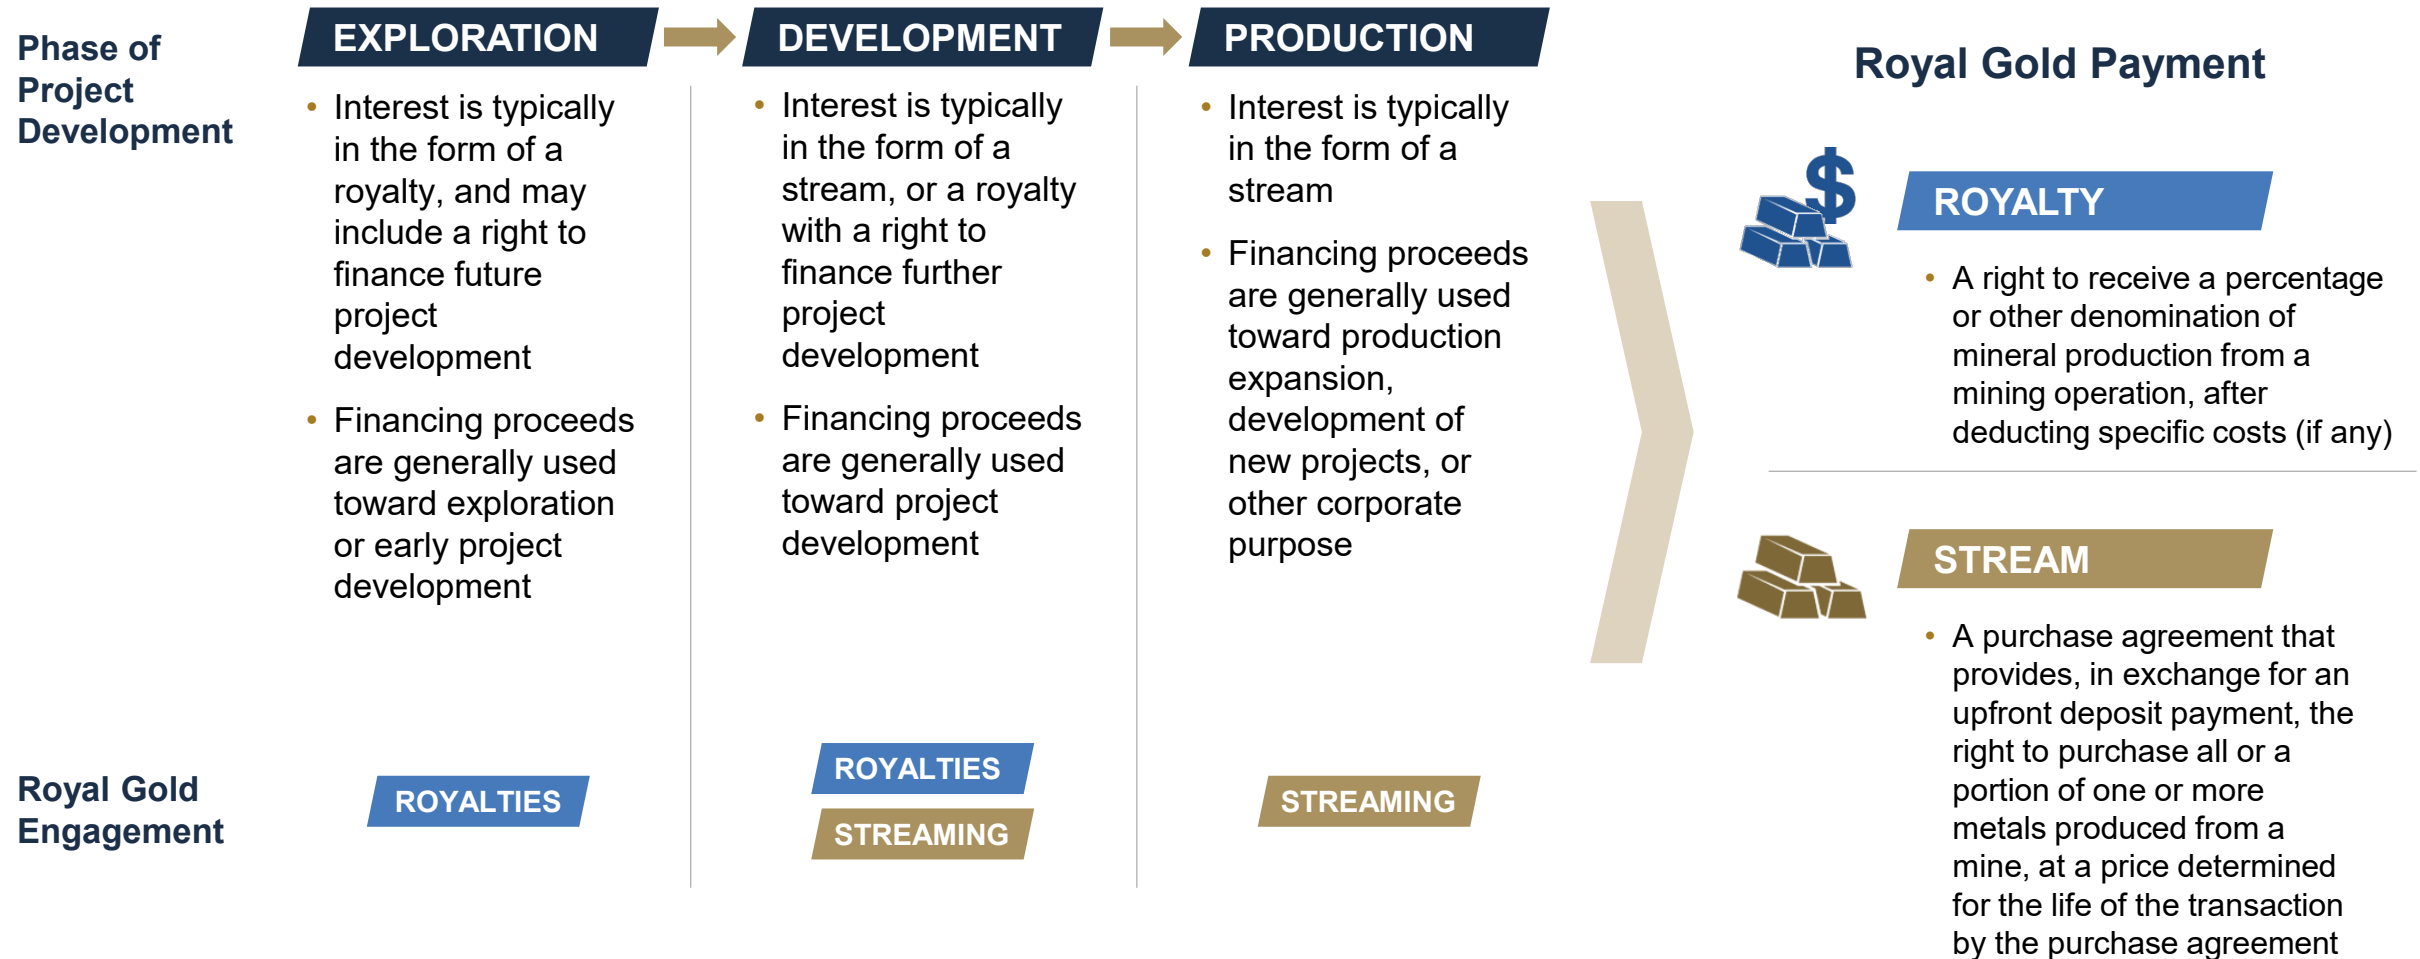 Phase of
Project
Development
EXPLORATION
• Interest is typically
in the form of a
royalty, and may
include a right to
finance future
project
development
• Financing proceeds
are generally used
toward exploration
or early project
development
DEVELOPMENT
• Interest is typically
in the form of a
stream, or a royalty
with a right to
finance further
project
development
• Financing proceeds
are generally used
toward project
development
PRODUCTION
• Interest is typically
in the form of a
stream
• Financing proceeds
are generally used
toward production
expansion,
development of
new projects, or
other corporate
purpose
Royal Gold
Engagement
ROYALTIES
ROYALTIES
STREAMING
STREAMING
Royal Gold Payment
$
ROYALTY
• A right to receive a percentage
or other denomination of
mineral production from a
mining operation, after
deducting specific costs (if any)
STREAM
• A purchase agreement that
provides, in exchange for an
upfront deposit payment, the
right to purchase all or a
portion of one or more
metals produced from a
mine, at a price determined
for the life of the transaction
by the purchase agreement